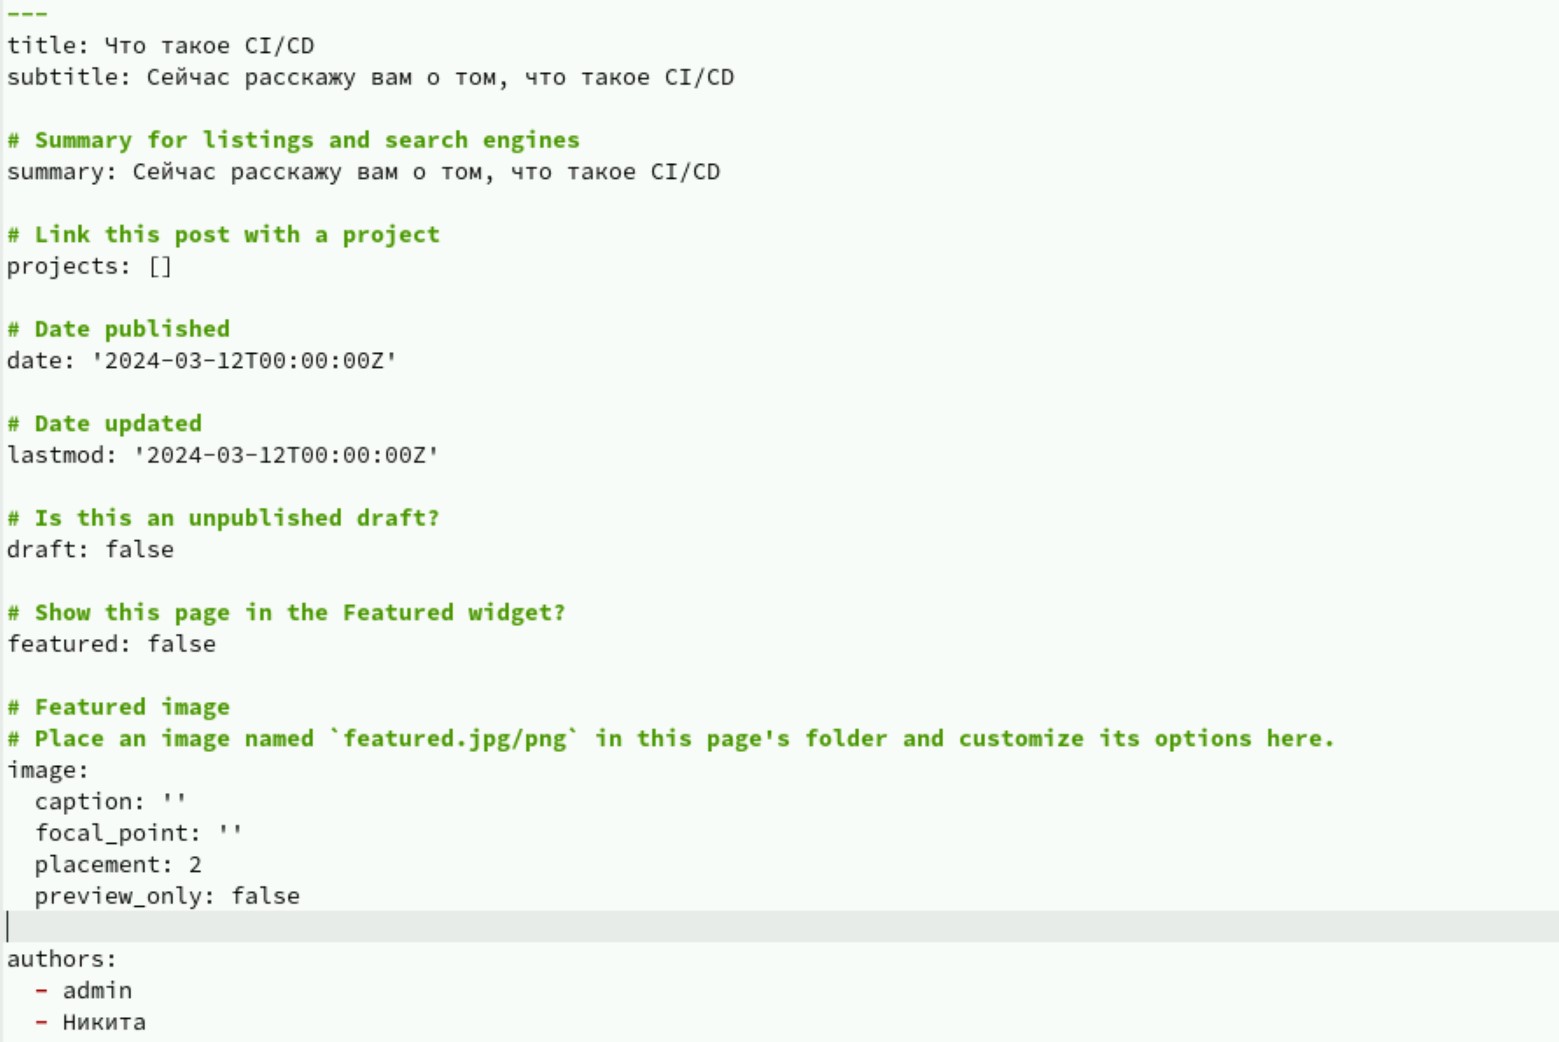 ---
title: Что такое CI/CD
subtitle: Сейчас расскажу вам о том, что такое CI/CD
# Summary for listings and search engines
summary: Сейчас расскажу вам о том, что такое CI/CD
# Link this post with a project
projects: []
# Date published
date: '2024-03-12T00:00:00Z'
# Date updated
lastmod: '2024-03-12T00:00:00Z'
# Is this an unpublished draft?
draft: false
# Show this page in the Featured widget?
featured: false
# Featured image
# Place an image named `featured.jpg/png` in this page's folder and customize its options here.
image:
  caption: ''
  focal_point: ''
  placement: 2
  preview_only: false
authors:
  - admin
  - Никита